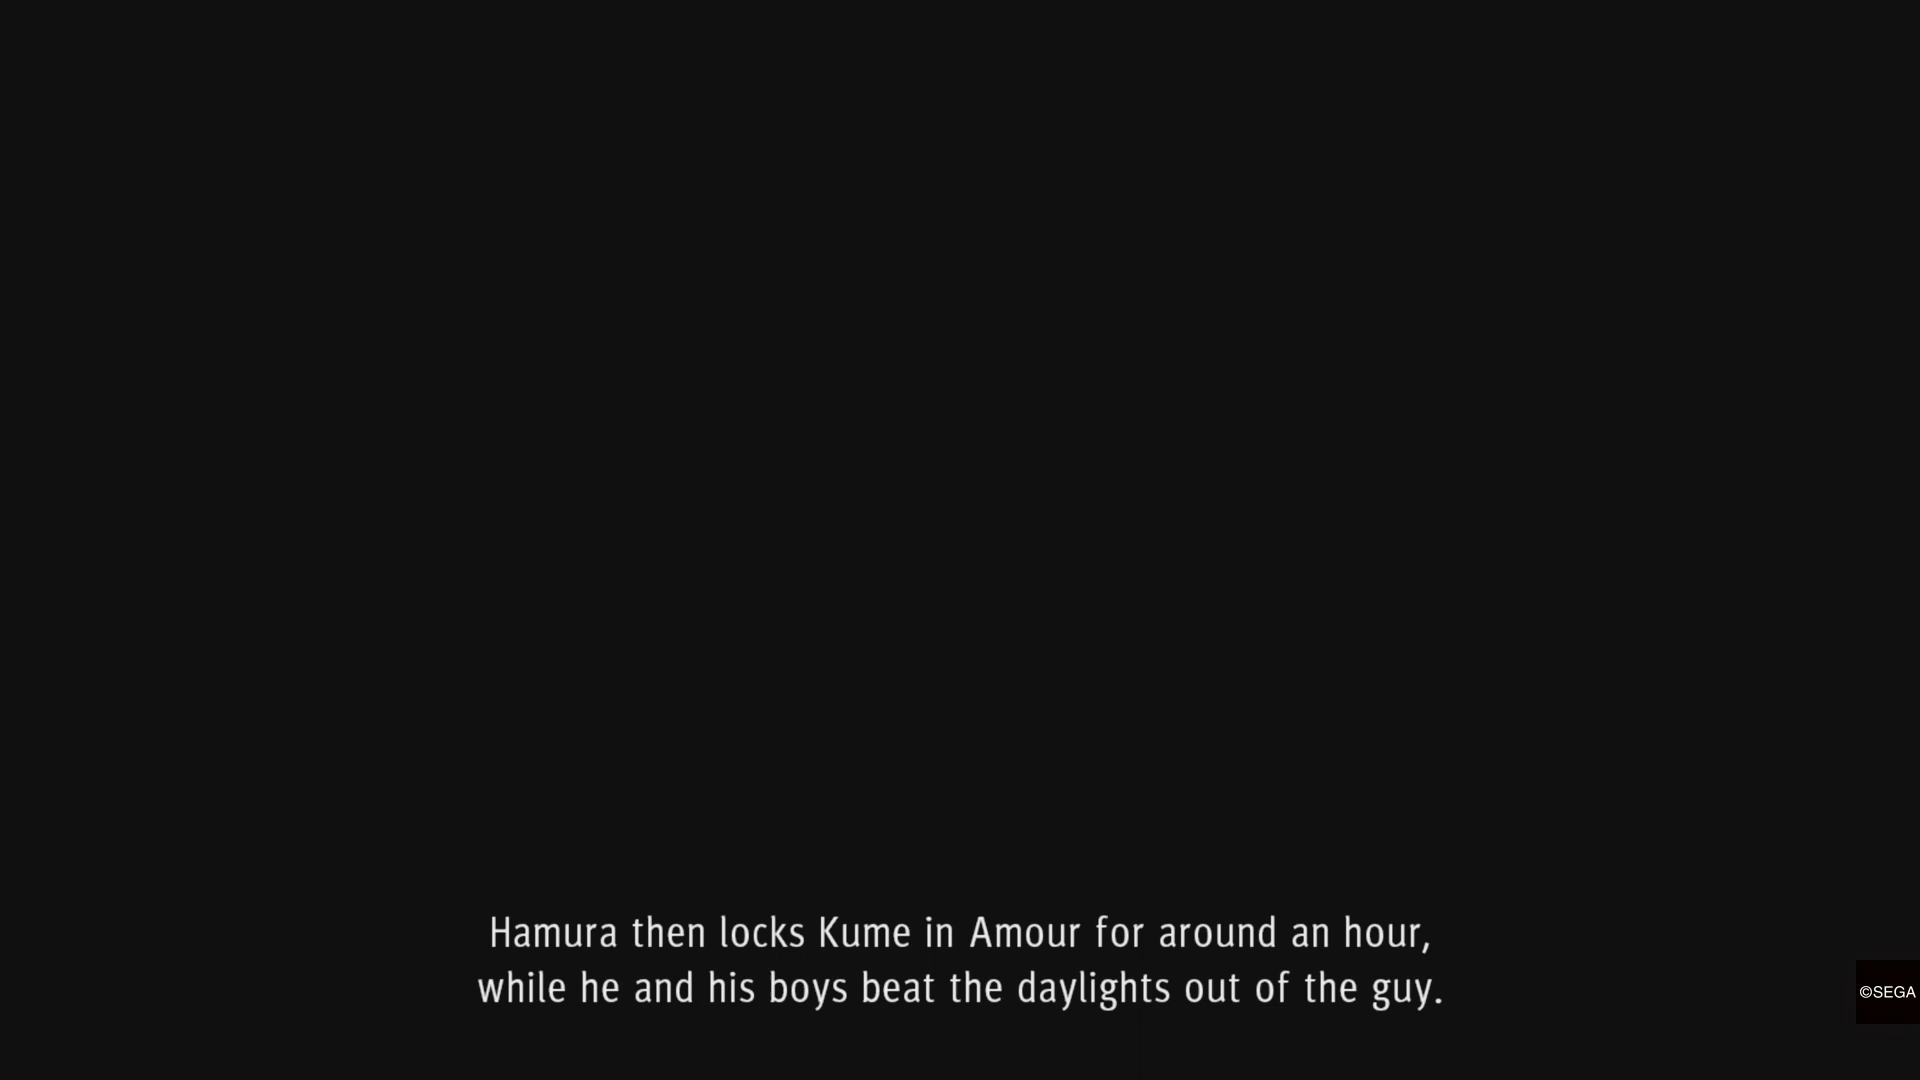 Hamura then locks Kume in Amour for around an hour,
while he and his boys beat the daylights out of the guy.
©SEGA